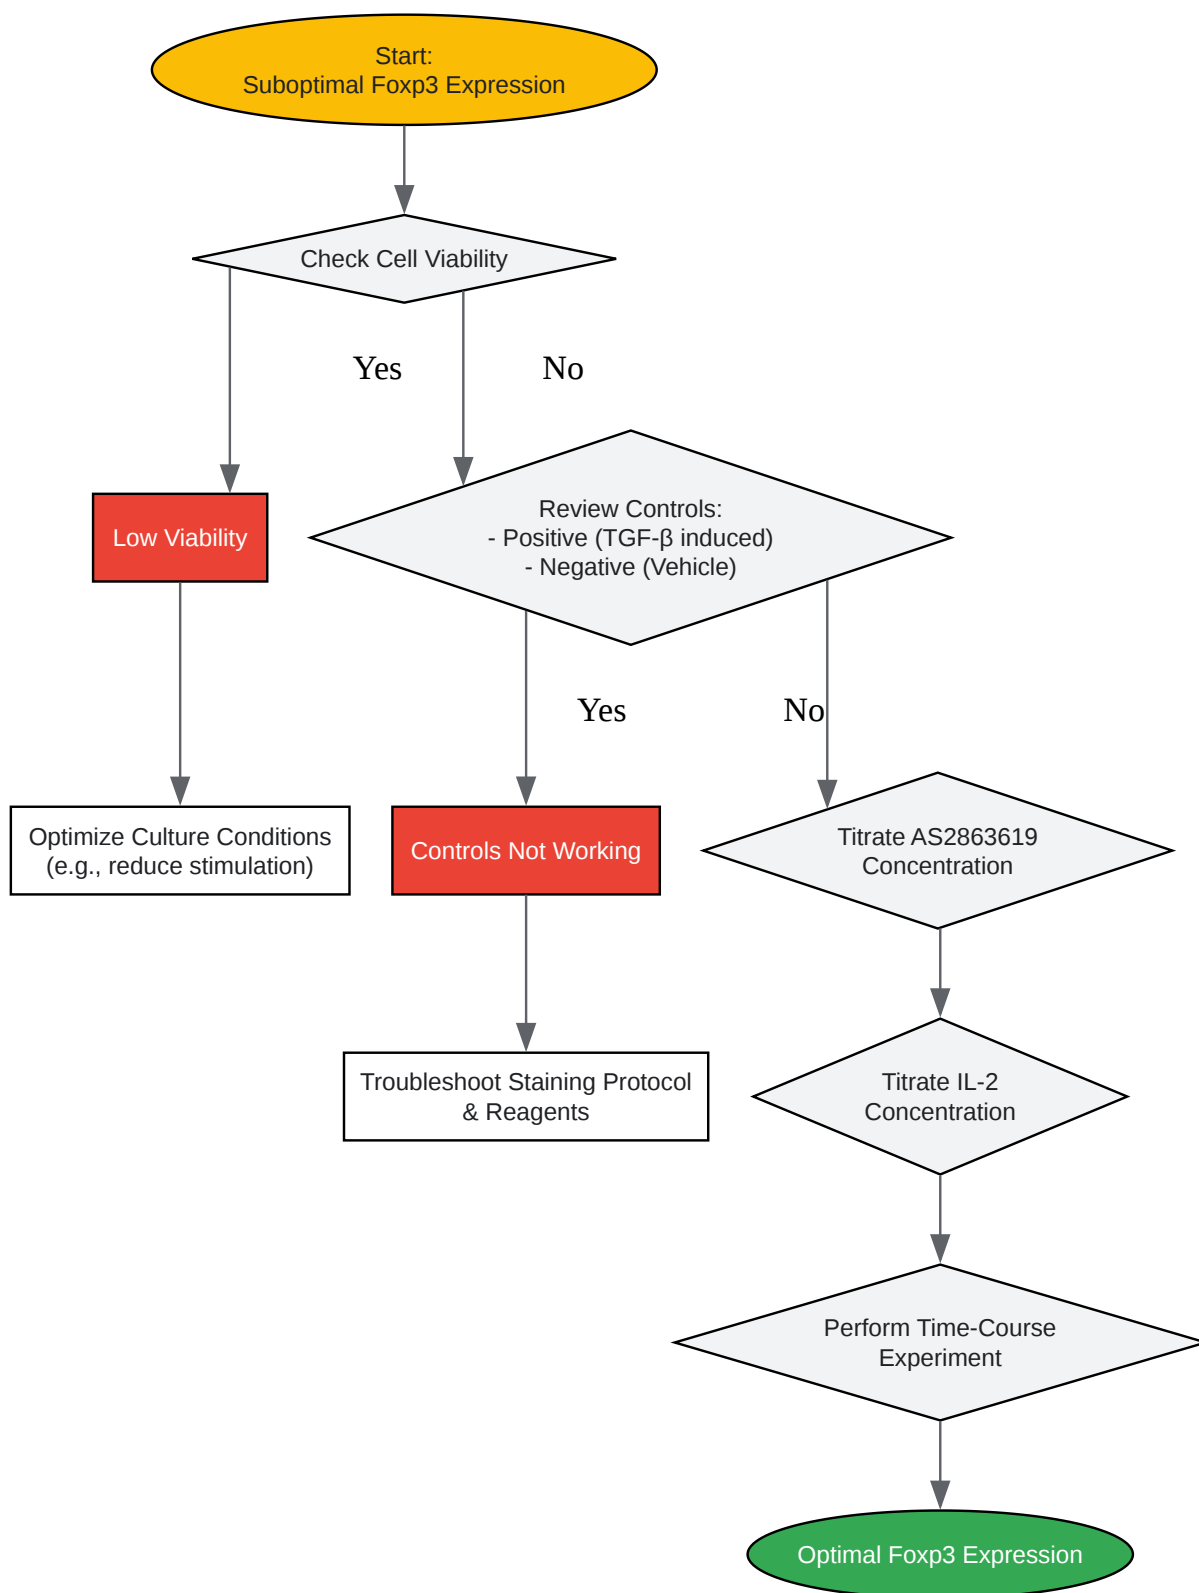 Start:
Suboptimal Foxp3 Expression
Check Cell Viability
Yes
No
Low Viability
Review Controls:
- Positive (TGF-β induced)
- Negative (Vehicle)
Yes
No
Optimize Culture Conditions
(e.g., reduce stimulation)
Controls Not Working
Titrate AS2863619
Concentration
Troubleshoot Staining Protocol
& Reagents
Titrate IL-2
Concentration
Perform Time-Course
Experiment
Optimal Foxp3 Expression